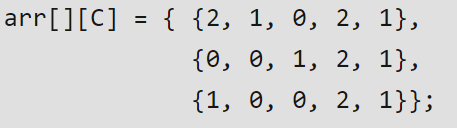 arr[][C] = { {2, 1, 0, 2, 1},
{0, 0, 1, 2, 1},
{1, 0, 0, 2, 1}};